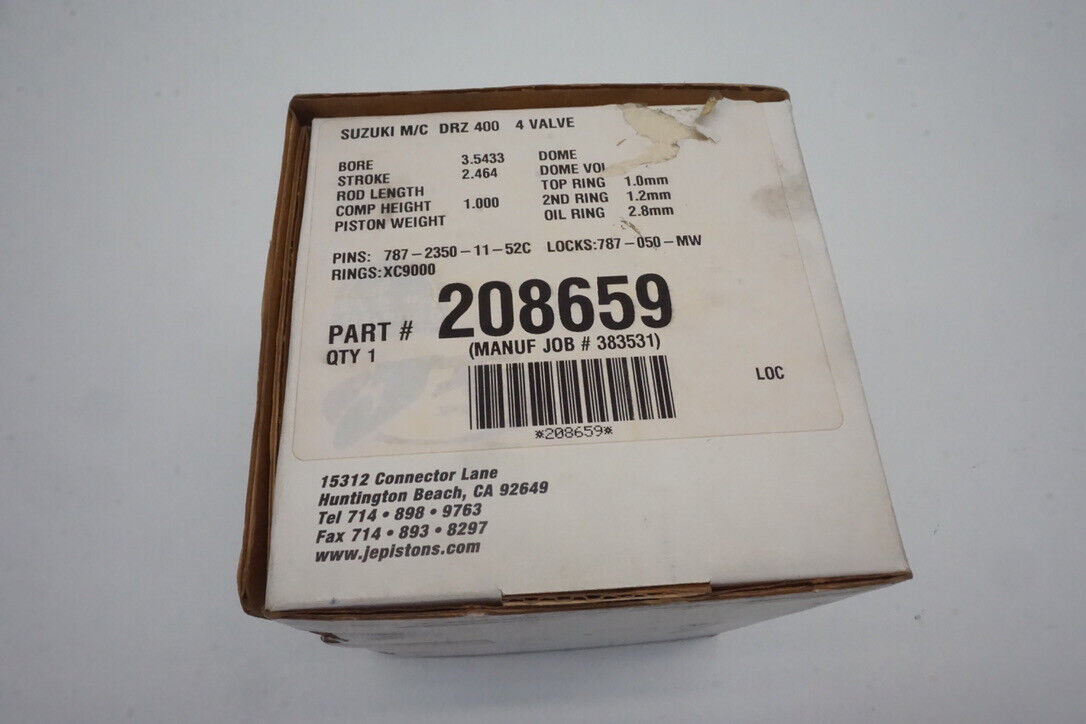 SUZUKI M/C DRZ 400 4 VALVE
BORE 3.5433 DOME
STROKE 2.464 DOME VOL
ROD LENGTH TOP RING 1.0mm
COMP HEIGHT 1.000 2ND RING 1.2mm
PISTON WEIGHT OIL RING 2.8mm
PINS: 787-2350-11-52C LOCKS:787-050-MW
RINGS:XC9000
PART # 208659
QTY 1 (MANUF JOB # 383531)
LOC
*208659*
15312 Connector Lane
Huntington Beach, CA 92649
Tel 714 • 898 • 9763
Fax 714 • 893 • 8297
www.jepistons.com